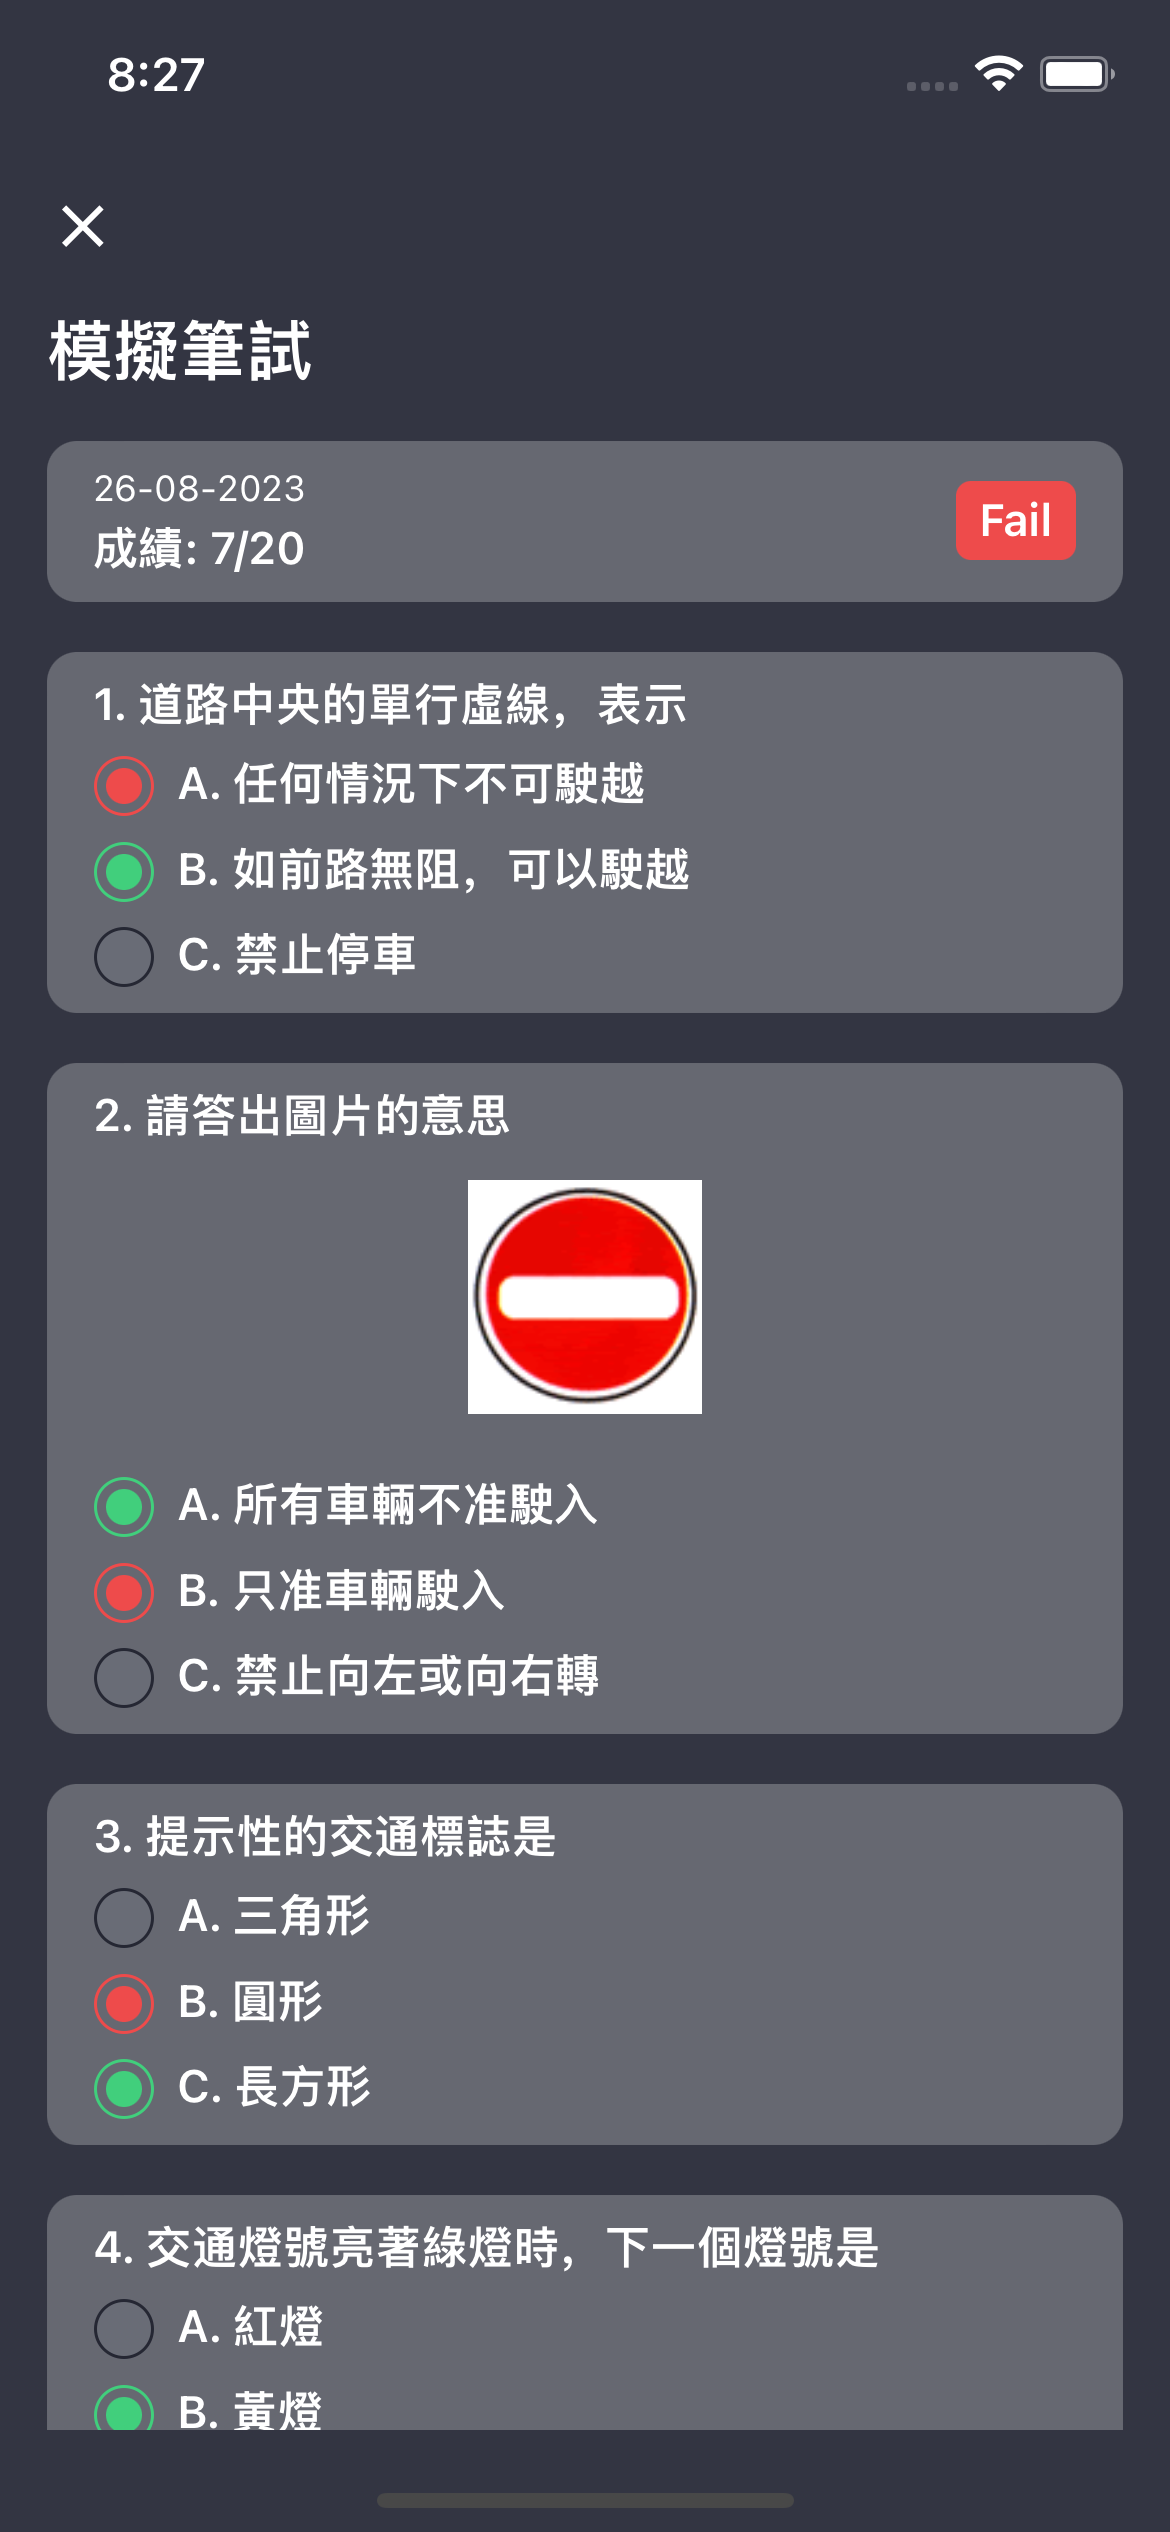 8:27
模擬筆試
26-08-2023
成績: 7/20
Fail
1. 道路中央的單行虛線，表示
A. 任何情況下不可駛越
B. 如前路無阻，可以駛越
C. 禁止停車
2. 請答出圖片的意思
A. 所有車輛不准駛入
B. 只准車輛駛入
C. 禁止向左或向右轉
3. 提示性的交通標誌是
A. 三角形
B. 圓形
C. 長方形
4. 交通燈號亮著綠燈時，下一個燈號是
A. 紅燈
B. 黃燈